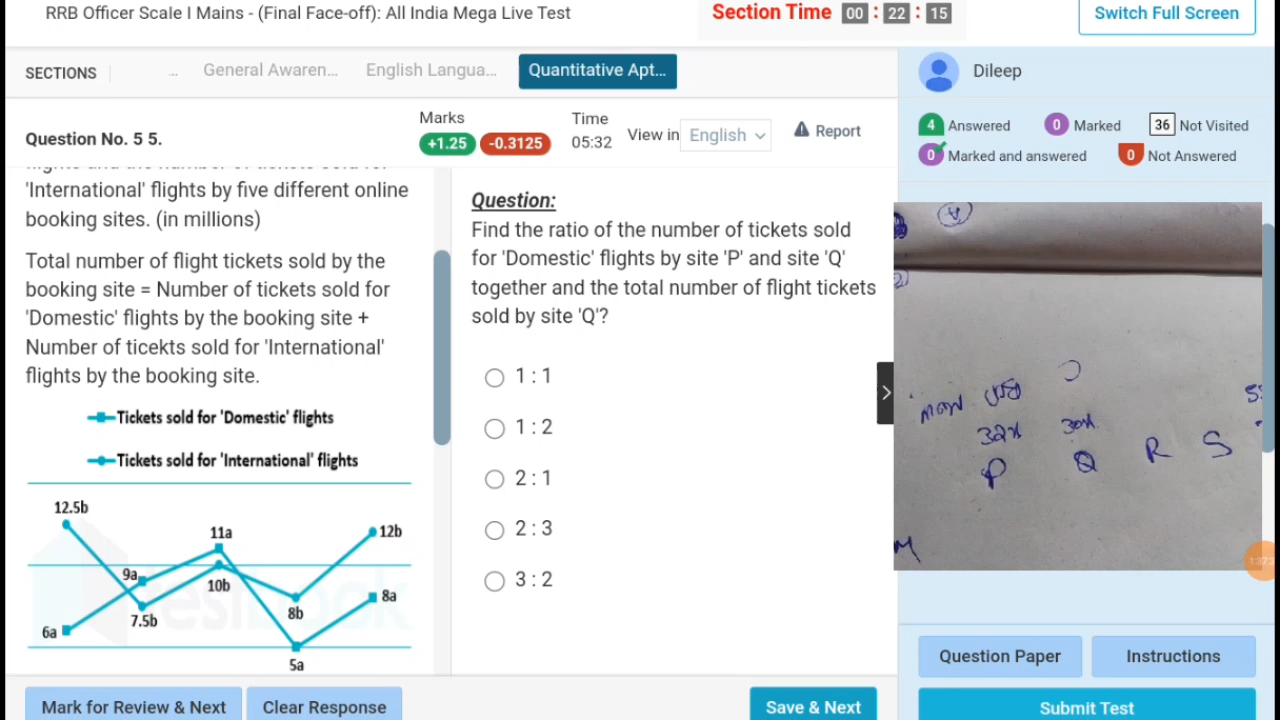 RRB Officer Scale I Mains - (Final Face-off): All India Mega Live Test
Section Time 00 : 22 : 15
Switch Full Screen
SECTIONS
... General Awaren... English Langua... Quantitative Apt...
Dileep
Question No. 5 5.
Marks
+1.25 -0.3125
Time
05:32
View in English
Report
4 Answered 0 Marked 36 Not Visited
0 Marked and answered 0 Not Answered
'International' flights by five different online
booking sites. (in millions)
Total number of flight tickets sold by the
booking site = Number of tickets sold for
'Domestic' flights by the booking site +
Number of ticekts sold for 'International'
flights by the booking site.
Tickets sold for 'Domestic' flights
Tickets sold for 'International' flights
12.5b
11a
12b
9a
10b
7.5b
8b
8a
6a
5a
Question:
Find the ratio of the number of tickets sold
for 'Domestic' flights by site 'P' and site 'Q'
together and the total number of flight tickets
sold by site 'Q'?
1 : 1
1 : 2
2 : 1
2 : 3
3 : 2
32x 30x
P Q R S
M
Question Paper Instructions
Mark for Review & Next Clear Response Save & Next Submit Test